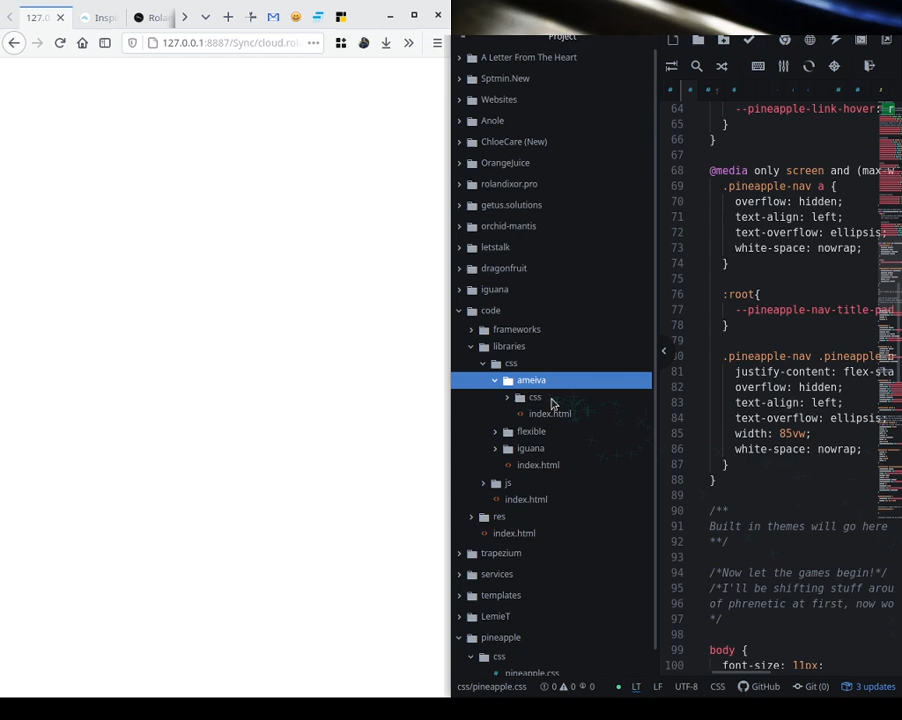 127.0
Inspi
Rola
127.0.0.1:8887/Sync/cloud.ro
Project
A Letter From The Heart
Sptmin.New
Websites
Anole
ChloeCare (New)
OrangeJuice
rolandixor.pro
getus.solutions
orchid-mantis
letstalk
dragonfruit
iguana
code
frameworks
libraries
css
ameiva
css
index.html
flexible
iguana
index.html
js
index.html
res
index.html
trapezium
services
templates
LemieT
pineapple
css
pineapple.css
64 --pineapple-link-hover: r
65 }
66 }
67
68 @media only screen and (max-w
69 .pineapple-nav a {
70 overflow: hidden;
71 text-align: left;
72 text-overflow: ellipsis;
73 white-space: nowrap;
74 }
75
76 :root{
77 --pineapple-nav-title-pad
78 }
79
80 .pineapple-nav .pineapple
81 justify-content: flex-sta
82 overflow: hidden;
83 text-align: left;
84 text-overflow: ellipsis;
85 width: 85vw;
86 white-space: nowrap;
87 }
88 }
89
90 /**
91 Built in themes will go here
92 **/
93
94 /*Now let the games begin!*/
95 /*I'll be shifting stuff arou
96 of phrenetic at first, now wo
97 */
98
99 body {
100 font-size: 11px;
css/pineapple.css 0 0 0 LT LF UTF-8 CSS GitHub Git (0) 3 updates